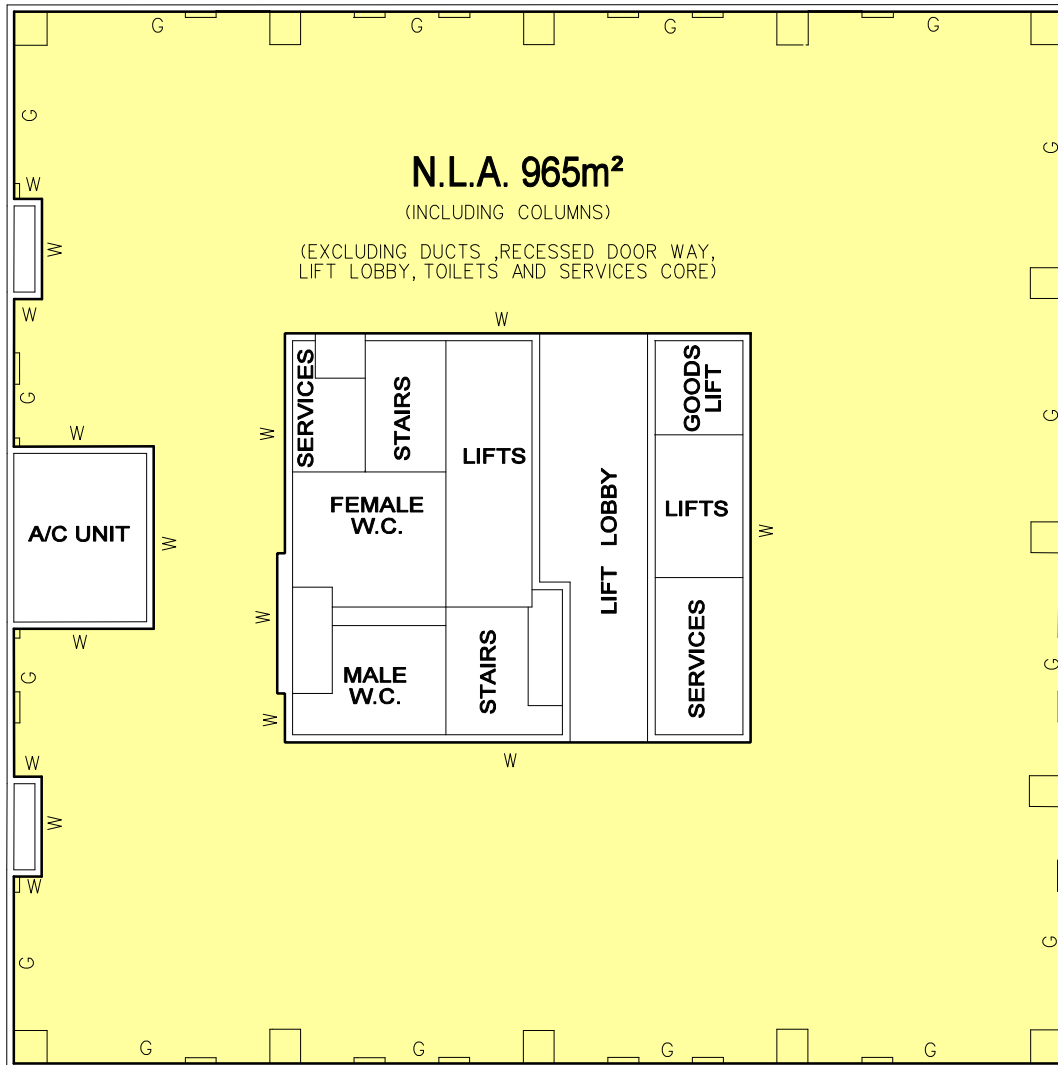 G G G G
G
G
N.L.A. 965m²
W
(INCLUDING COLUMNS)
W
(EXCLUDING DUCTS ,RECESSED DOOR WAY,
LIFT LOBBY, TOILETS AND SERVICES CORE)
W
W
SERVICES
STAIRS
GOODS
LIFT
G
G
W
W
LIFTS
FEMALE
W.C.
LIFT LOBBY
LIFTS
A/C UNIT
W
W
W
W
SERVICES
G
G
MALE
W.C.
STAIRS
W
W
W
W
W
G
G
G G G G